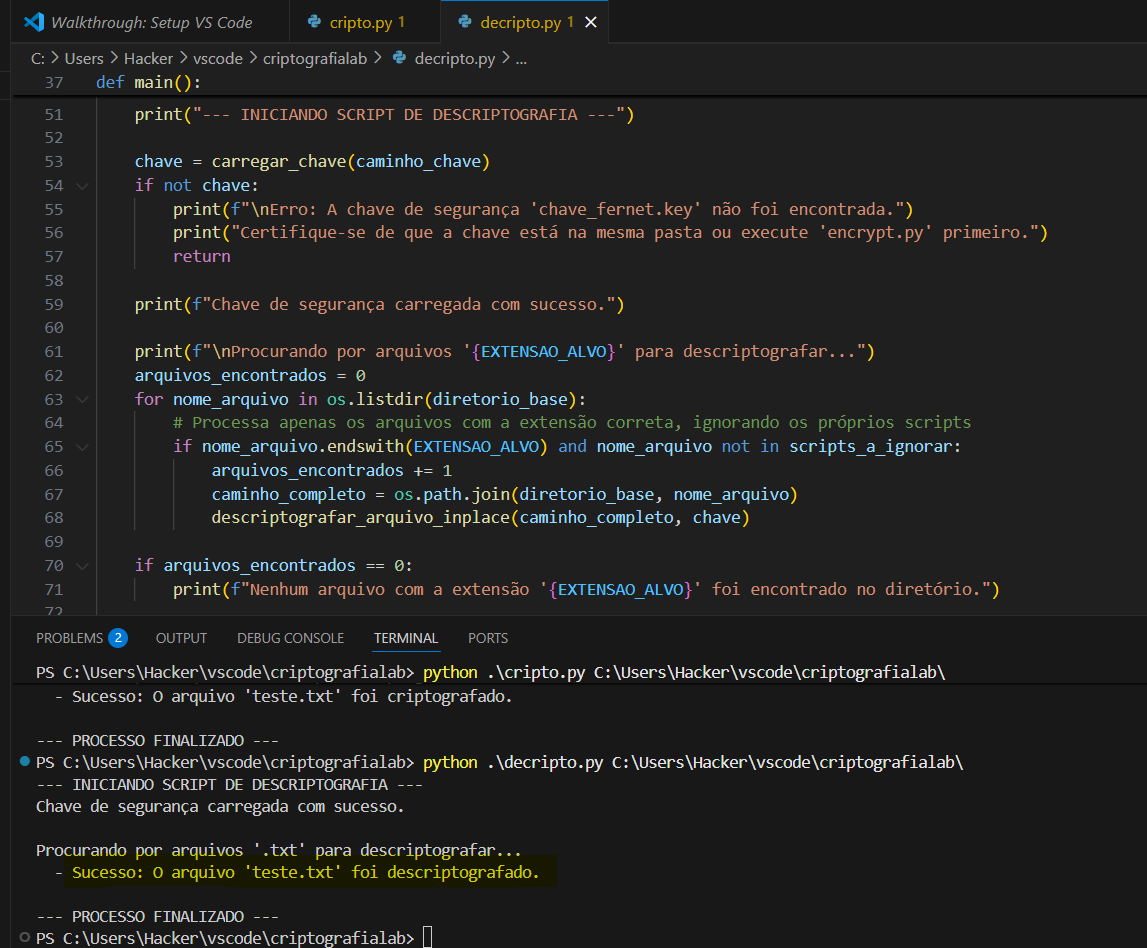 Walkthrough: Setup VS Code
cripto.py 1
decripto.py 1
C: > Users > Hacker > vscode > criptografialab > decripto.py > ...
37 def main():
51 print("--- INICIANDO SCRIPT DE DESCRIPTOGRAFIA ---")
52
53 chave = carregar_chave(caminho_chave)
54 if not chave:
55 print(f"\nErro: A chave de segurança 'chave_fernet.key' não foi encontrada.")
56 print("Certifique-se de que a chave está na mesma pasta ou execute 'encrypt.py' primeiro.")
57 return
58
59 print(f"Chave de segurança carregada com sucesso.")
60
61 print(f"\nProcurando por arquivos '{EXTENSAO_ALVO}' para descriptografar...")
62 arquivos_encontrados = 0
63 for nome_arquivo in os.listdir(diretorio_base):
64 # Processa apenas os arquivos com a extensão correta, ignorando os próprios scripts
65 if nome_arquivo.endswith(EXTENSAO_ALVO) and nome_arquivo not in scripts_a_ignorar:
66 arquivos_encontrados += 1
67 caminho_completo = os.path.join(diretorio_base, nome_arquivo)
68 descriptografar_arquivo_inplace(caminho_completo, chave)
69
70 if arquivos_encontrados == 0:
71 print(f"Nenhum arquivo com a extensão '{EXTENSAO_ALVO}' foi encontrado no diretório.")
72
PROBLEMS 2 OUTPUT DEBUG CONSOLE TERMINAL PORTS
PS C:\Users\Hacker\vscode\criptografialab> python .\cripto.py C:\Users\Hacker\vscode\criptografialab\
- Sucesso: O arquivo 'teste.txt' foi criptografado.
--- PROCESSO FINALIZADO ---
PS C:\Users\Hacker\vscode\criptografialab> python .\decripto.py C:\Users\Hacker\vscode\criptografialab\
--- INICIANDO SCRIPT DE DESCRIPTOGRAFIA ---
Chave de segurança carregada com sucesso.
Procurando por arquivos '.txt' para descriptografar...
- Sucesso: O arquivo 'teste.txt' foi descriptografado.
--- PROCESSO FINALIZADO ---
PS C:\Users\Hacker\vscode\criptografialab>